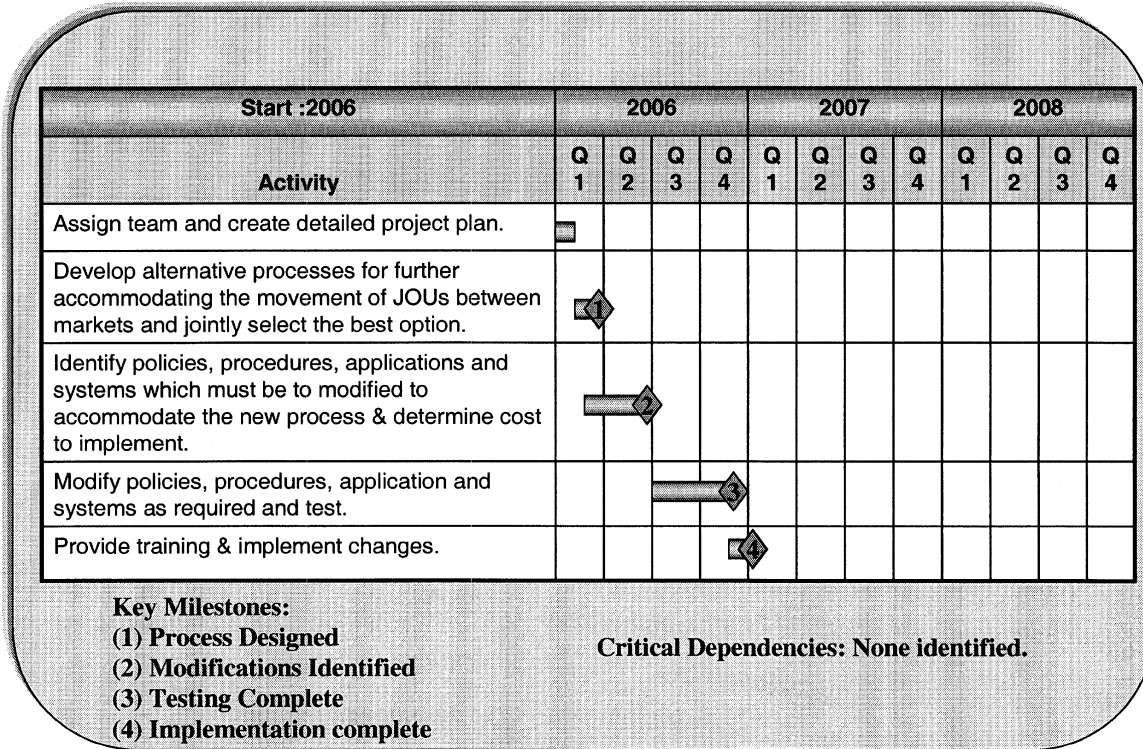 Start :2006
2006
2007
2008
Activity
Q 1
Q 2
Q 3
Q 4
Q 1
Q 2
Q 3
Q 4
Q 1
Q 2
Q 3
Q 4
Assign team and create detailed project plan.
Develop alternative processes for further
accommodating the movement of JOUs between
markets and jointly select the best option.
1
Identify policies, procedures, applications and
systems which must be to modified to
accommodate the new process & determine cost
to implement.
2
Modify policies, procedures, application and
systems as required and test.
3
Provide training & implement changes.
4
Key Milestones:
(1) Process Designed
(2) Modifications Identified
(3) Testing Complete
(4) Implementation complete
Critical Dependencies: None identified.